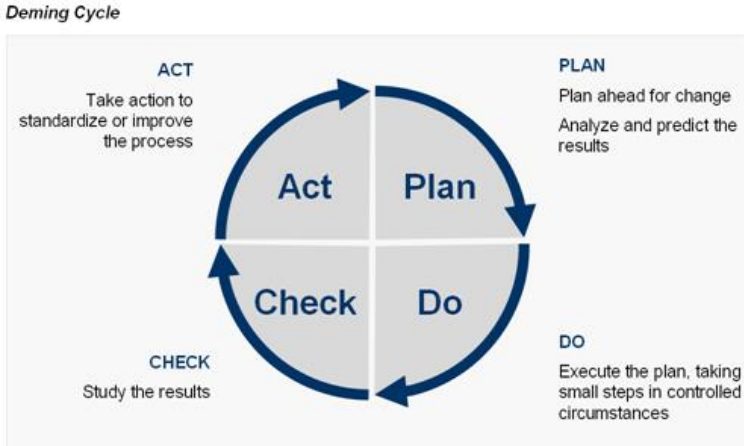 Deming Cycle
ACT
Take action to
standardize or improve
the process
PLAN
Plan ahead for change
Analyze and predict the
results
Act
Plan
Check
Do
CHECK
Study the results
DO
Execute the plan, taking
small steps in controlled
circumstances